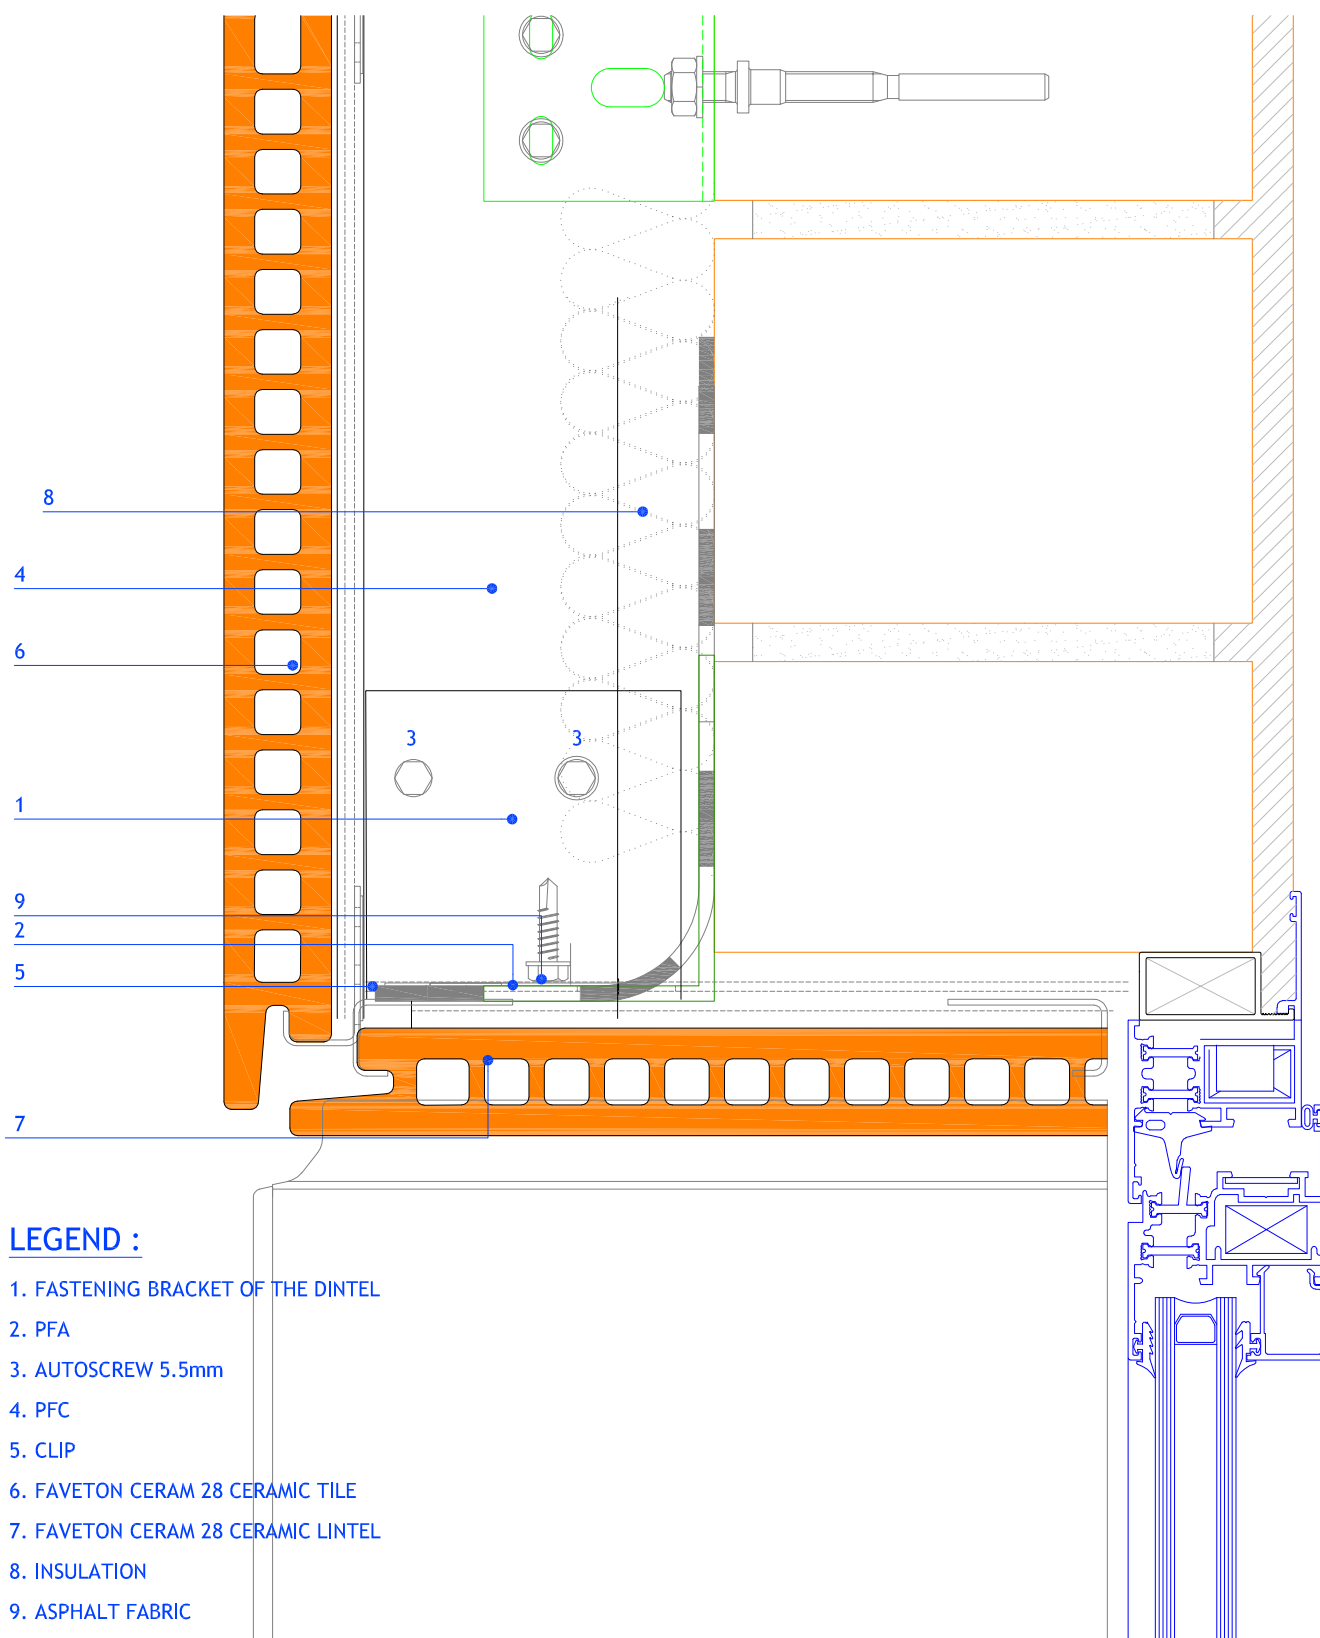 8
4
6
3 3
1
9
2
5
7
LEGEND :
1. FASTENING BRACKET OF THE DINTEL
2. PFA
3. AUTOSCREW 5.5mm
4. PFC
5. CLIP
6. FAVETON CERAM 28 CERAMIC TILE
7. FAVETON CERAM 28 CERAMIC LINTEL
8. INSULATION
9. ASPHALT FABRIC